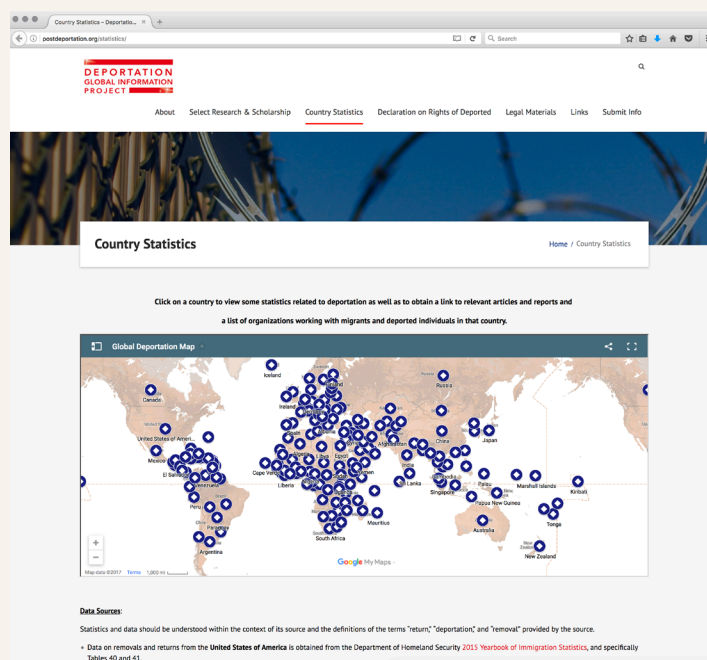 Country Statistics – Deportatio... × +
postdeportation.org/statistics/
Search
DEPORTATION
GLOBAL INFORMATION
PROJECT
About Select Research & Scholarship Country Statistics Declaration on Rights of Deported Legal Materials Links Submit Info
Country Statistics
Home / Country Statistics
Click on a country to view some statistics related to deportation as well as to obtain a link to relevant articles and reports and
a list of organizations working with migrants and deported individuals in that country.
Global Deportation Map
Iceland
Russia
Canada
Ireland
United States of Ameri...
Spain
Afghanistan
China
Japan
Mexico
Libya Egypt
India
El Sa
Cape Ver
Liberia
Sri Lanka
Singapore
Palau
Marshall Islands
Kiribati
Peru
Papua New Guinea
Mauritius
Tonga
Paraguay
South Africa
Australia
Argentina
New Zealand
+
−
Google My Maps
Map data ©2017 Terms 1,000 mi
Data Sources:
Statistics and data should be understood within the context of its source and the definitions of the terms "return," "deportation," and "removal" provided by the source.
Data on removals and returns from the United States of America is obtained from the Department of Homeland Security 2015 Yearbook of Immigration Statistics, and specifically
Tables 40 and 41.